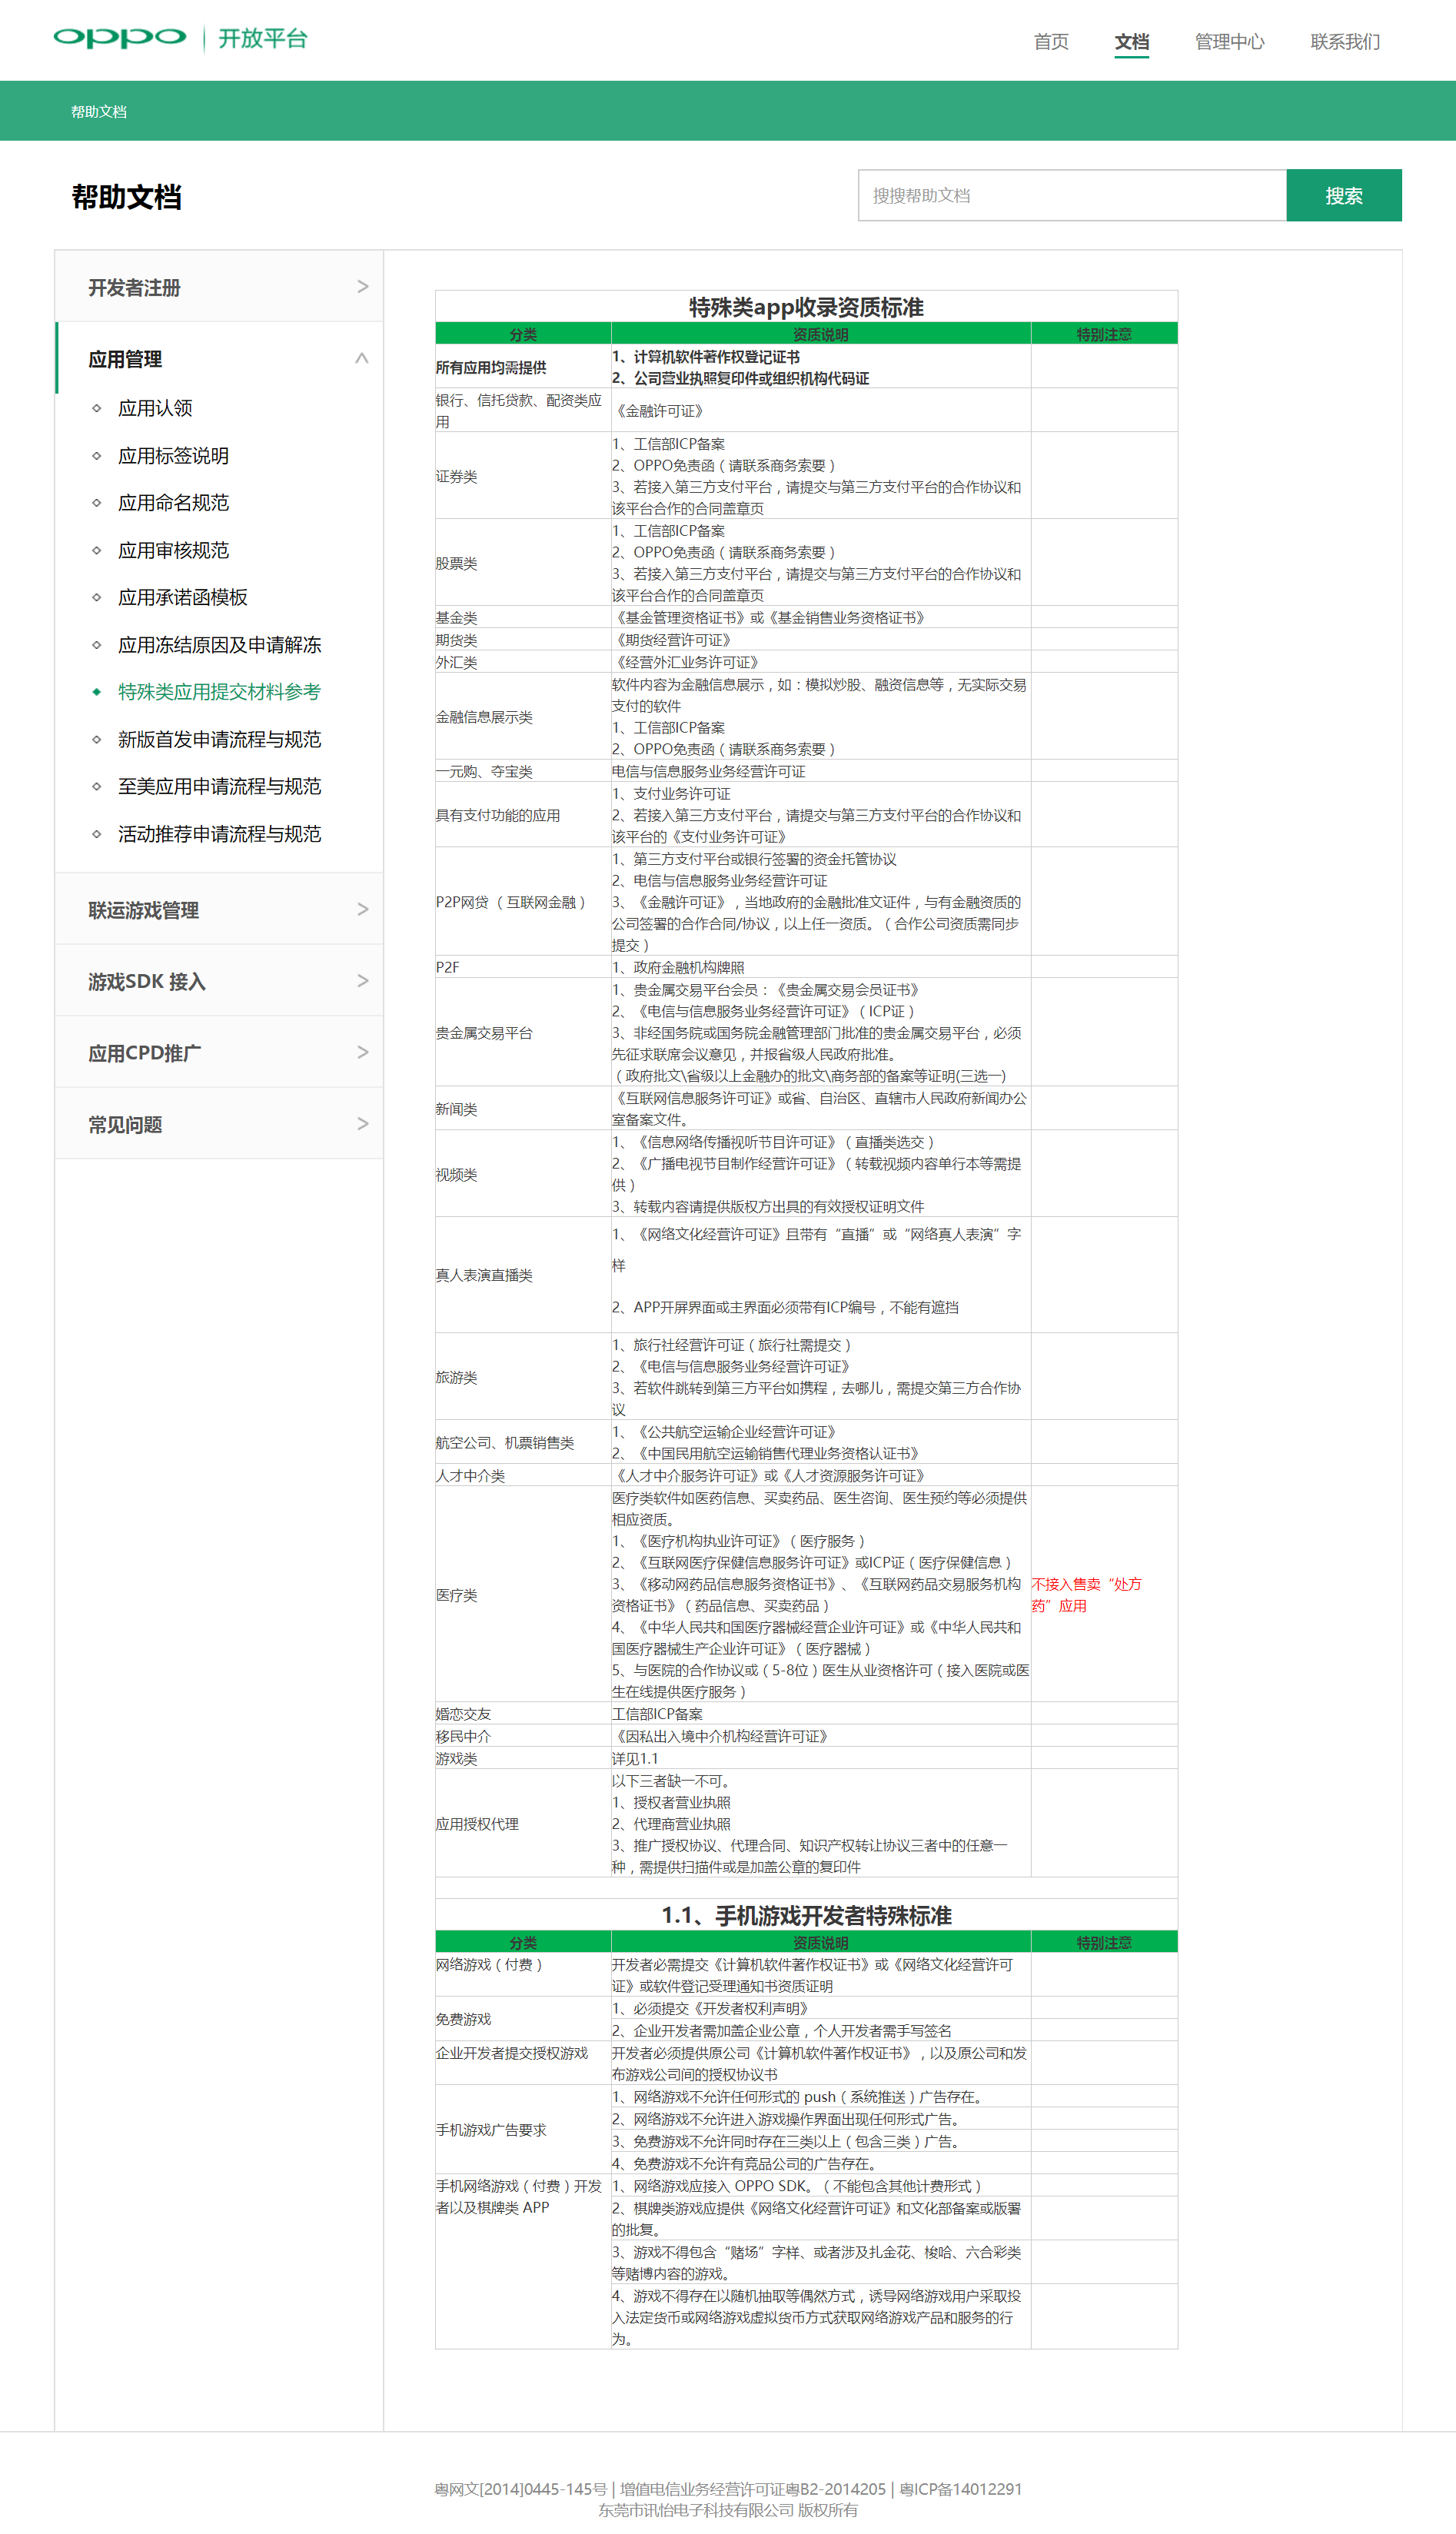 oppo 开放平台
首页 文档 管理中心 联系我们
帮助文档
帮助文档
搜搜帮助文档 搜索
开发者注册 >
应用管理
应用认领
应用标签说明
应用命名规范
应用审核规范
应用承诺函模板
应用冻结原因及申请解冻
特殊类应用提交材料参考
新版首发申请流程与规范
至美应用申请流程与规范
活动推荐申请流程与规范
联运游戏管理 >
游戏SDK 接入 >
应用CPD推广 >
常见问题 >
特殊类app收录资质标准
分类 资质说明 特别注意
所有应用均需提供
1、计算机软件著作权登记证书
2、公司营业执照复印件或组织机构代码证
银行、信托贷款、配资类应
用
《金融许可证》
证券类
1、工信部ICP备案
2、OPPO免责函（请联系商务索要）
3、若接入第三方支付平台，请提交与第三方支付平台的合作协议和
该平台合作的合同盖章页
股票类
1、工信部ICP备案
2、OPPO免责函（请联系商务索要）
3、若接入第三方支付平台，请提交与第三方支付平台的合作协议和
该平台合作的合同盖章页
基金类 《基金管理资格证书》或《基金销售业务资格证书》
期货类 《期货经营许可证》
外汇类 《经营外汇业务许可证》
金融信息展示类
软件内容为金融信息展示，如：模拟炒股、融资信息等，无实际交易
支付的软件
1、工信部ICP备案
2、OPPO免责函（请联系商务索要）
一元购、夺宝类 电信与信息服务业务经营许可证
具有支付功能的应用
1、支付业务许可证
2、若接入第三方支付平台，请提交与第三方支付平台的合作协议和
该平台的《支付业务许可证》
P2P网贷（互联网金融）
1、第三方支付平台或银行签署的资金托管协议
2、电信与信息服务业务经营许可证
3、《金融许可证》，当地政府的金融批准文证件，与有金融资质的
公司签署的合作合同/协议，以上任一资质。（合作公司资质需同步
提交）
P2F 1、政府金融机构牌照
贵金属交易平台
1、贵金属交易平台会员：《贵金属交易会员证书》
2、《电信与信息服务业务经营许可证》（ICP证）
3、非经国务院或国务院金融管理部门批准的贵金属交易平台，必须
先征求联席会议意见，并报省级人民政府批准。
（政府批文\省级以上金融办的批文\商务部的备案等证明(三选一)
新闻类
《互联网信息服务许可证》或省、自治区、直辖市人民政府新闻办公
室备案文件。
视频类
1、《信息网络传播视听节目许可证》（直播类选交）
2、《广播电视节目制作经营许可证》（转载视频内容单行本等需提
供）
3、转载内容请提供版权方出具的有效授权证明文件
真人表演直播类
1、《网络文化经营许可证》且带有“直播”或“网络真人表演”字
样
2、APP开屏界面或主界面必须带有ICP编号，不能有遮挡
旅游类
1、旅行社经营许可证（旅行社需提交）
2、《电信与信息服务业务经营许可证》
3、若软件跳转到第三方平台如携程，去哪儿，需提交第三方合作协
议
航空公司、机票销售类
1、《公共航空运输企业经营许可证》
2、《中国民用航空运输销售代理业务资格认证书》
人才中介类 《人才中介服务许可证》或《人才资源服务许可证》
医疗类
医疗类软件如医药信息、买卖药品、医生咨询、医生预约等必须提供
相应资质。
1、《医疗机构执业许可证》（医疗服务）
2、《互联网医疗保健信息服务许可证》或ICP证（医疗保健信息）
3、《移动网药品信息服务资格证书》、《互联网药品交易服务机构
资格证书》（药品信息、买卖药品）
4、《中华人民共和国医疗器械经营企业许可证》或《中华人民共和
国医疗器械生产企业许可证》（医疗器械）
5、与医院的合作协议或（5-8位）医生从业资格许可（接入医院或医
生在线提供医疗服务）
不接入售卖“处方
药”应用
婚恋交友 工信部ICP备案
移民中介 《因私出入境中介机构经营许可证》
游戏类 详见1.1
应用授权代理
以下三者缺一不可。
1、授权者营业执照
2、代理商营业执照
3、推广授权协议、代理合同、知识产权转让协议三者中的任意一
种，需提供扫描件或是加盖公章的复印件
1.1、手机游戏开发者特殊标准
分类 资质说明 特别注意
网络游戏（付费）
开发者必需提交《计算机软件著作权证书》或《网络文化经营许可
证》或软件登记受理通知书资质证明
免费游戏
1、必须提交《开发者权利声明》
2、企业开发者需加盖企业公章，个人开发者需手写签名
企业开发者提交授权游戏
开发者必须提供原公司《计算机软件著作权证书》，以及原公司和发
布游戏公司间的授权协议书
手机游戏广告要求
1、网络游戏不允许任何形式的 push（系统推送）广告存在。
2、网络游戏不允许进入游戏操作界面出现任何形式广告。
3、免费游戏不允许同时存在三类以上（包含三类）广告。
4、免费游戏不允许有竞品公司的广告存在。
手机网络游戏（付费）开发
者以及棋牌类 APP
1、网络游戏应接入 OPPO SDK。（不能包含其他计费形式）
2、棋牌类游戏应提供《网络文化经营许可证》和文化部备案或版署
的批复。
3、游戏不得包含“赌场”字样、或者涉及扎金花、梭哈、六合彩类
等赌博内容的游戏。
4、游戏不得存在以随机抽取等偶然方式，诱导网络游戏用户采取投
入法定货币或网络游戏虚拟货币方式获取网络游戏产品和服务的行
为。
粤网文[2014]0445-145号 | 增值电信业务经营许可证粤B2-2014205 | 粤ICP备14012291
东莞市讯怡电子科技有限公司 版权所有